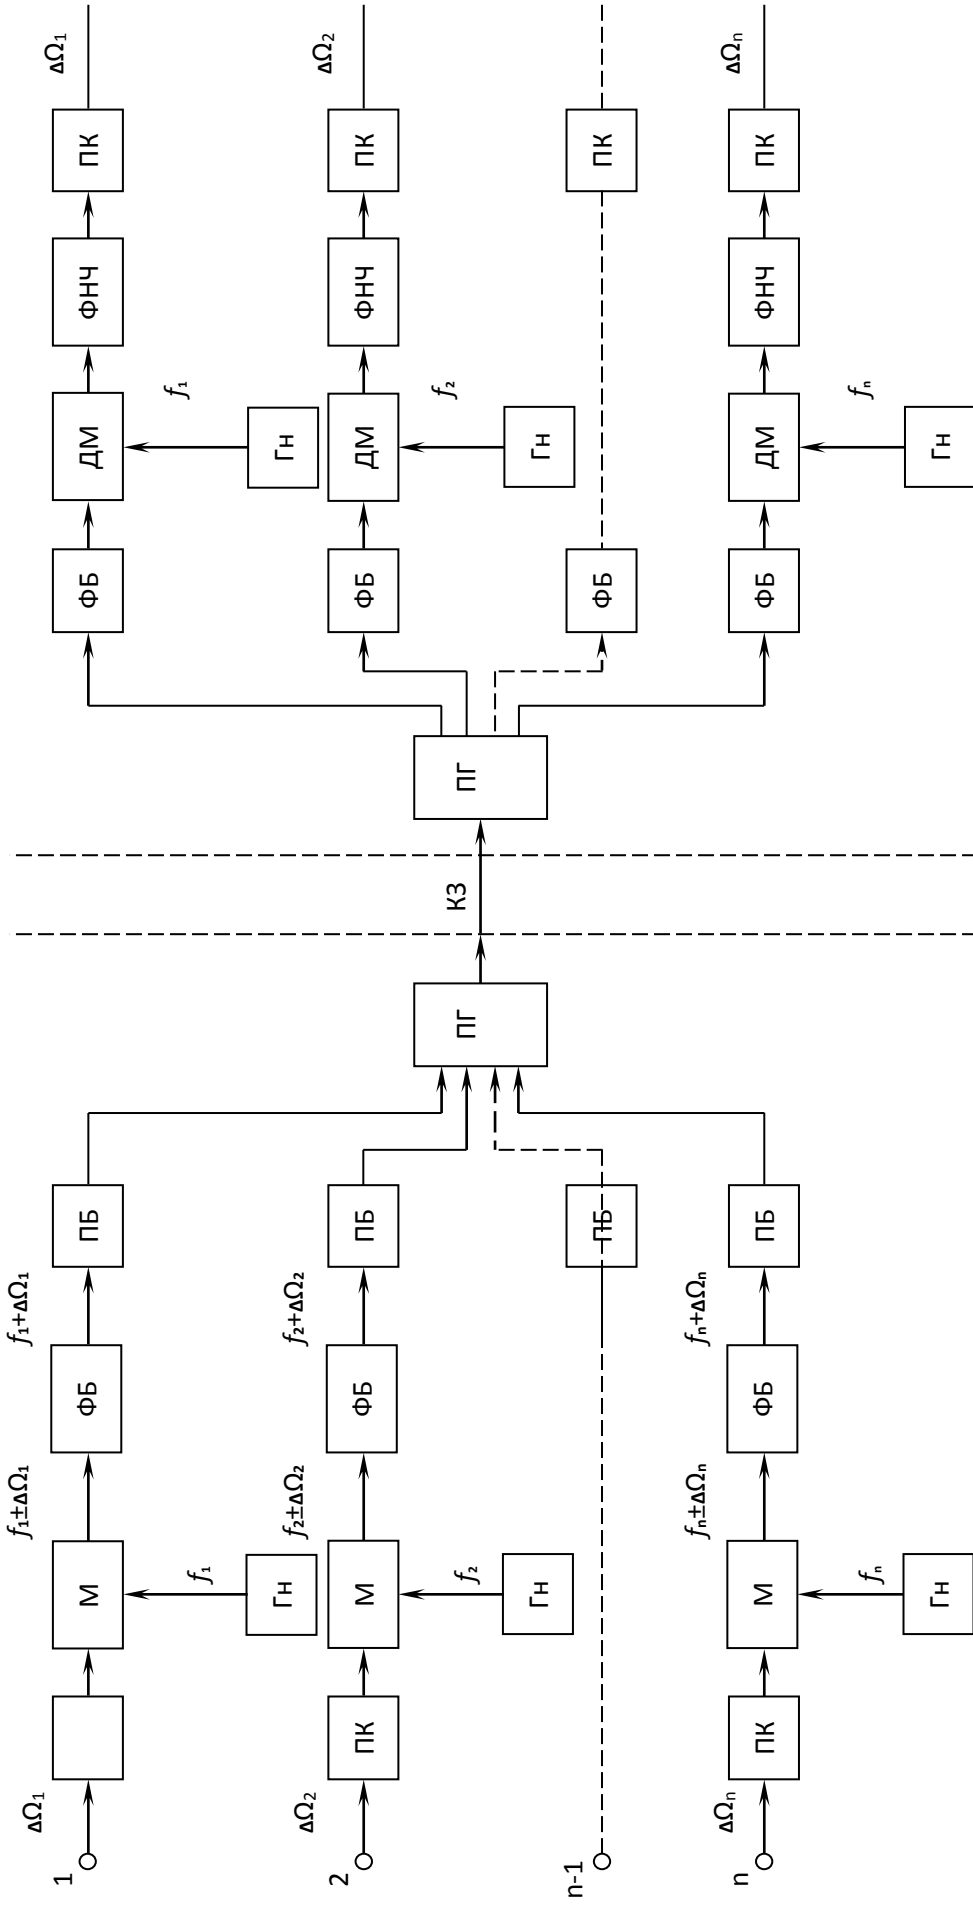 ΔΩ₁ f₁±ΔΩ₁ f₁+ΔΩ₁ ΔΩ₁
1 М ФБ ПБ ФБ ДМ ФНЧ ПК
f₁ f₁
Гн Гн
ΔΩ₂ f₂±ΔΩ₂ f₂+ΔΩ₂ ΔΩ₂
2 ПК М ФБ ПБ ФБ ДМ ФНЧ ПК
f₂ f₂
ПГ КЗ ПГ
Гн Гн
n-1 ПБ ФБ ПК
ΔΩₙ fₙ±ΔΩₙ fₙ+ΔΩₙ ΔΩₙ
n ПК М ФБ ПБ ФБ ДМ ФНЧ ПК
fₙ fₙ
Гн Гн